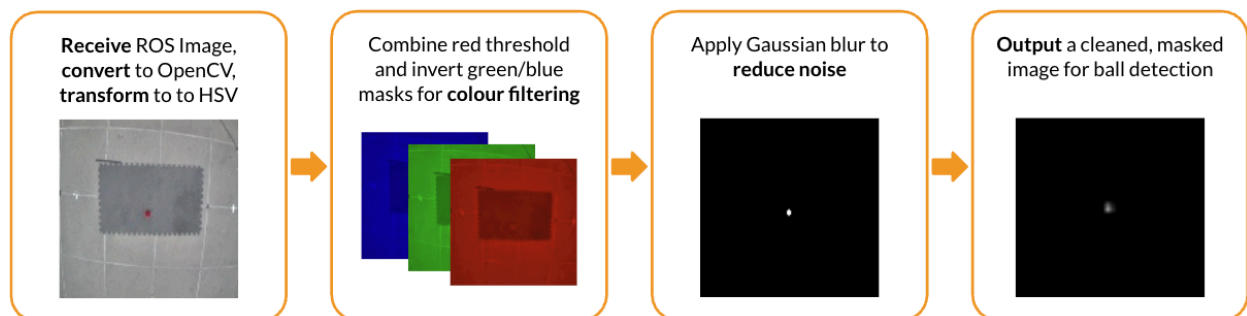 Receive ROS Image,
convert to OpenCV,
transform to to HSV
Combine red threshold
and invert green/blue
masks for colour filtering
Apply Gaussian blur to
reduce noise
Output a cleaned, masked
image for ball detection